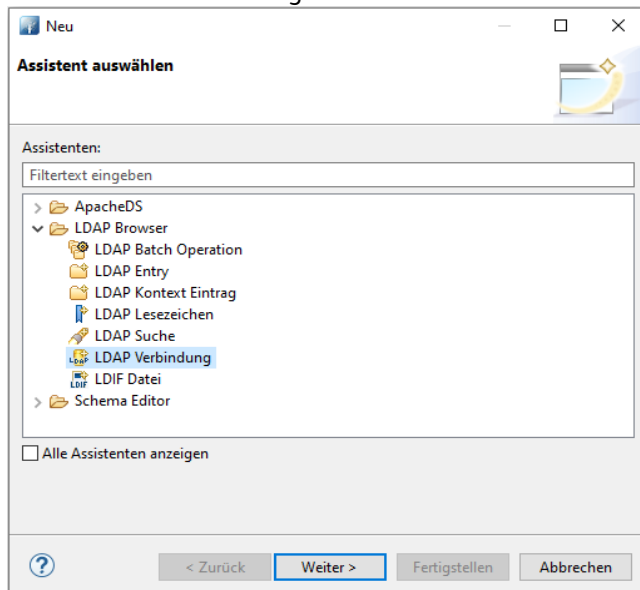 Neu
Assistent auswählen
Assistenten:
Filtertext eingeben
ApacheDS
LDAP Browser
LDAP Batch Operation
LDAP Entry
LDAP Kontext Eintrag
LDAP Lesezeichen
LDAP Suche
LDAP Verbindung
LDIF Datei
Schema Editor
Alle Assistenten anzeigen
< Zurück Weiter > Fertigstellen Abbrechen